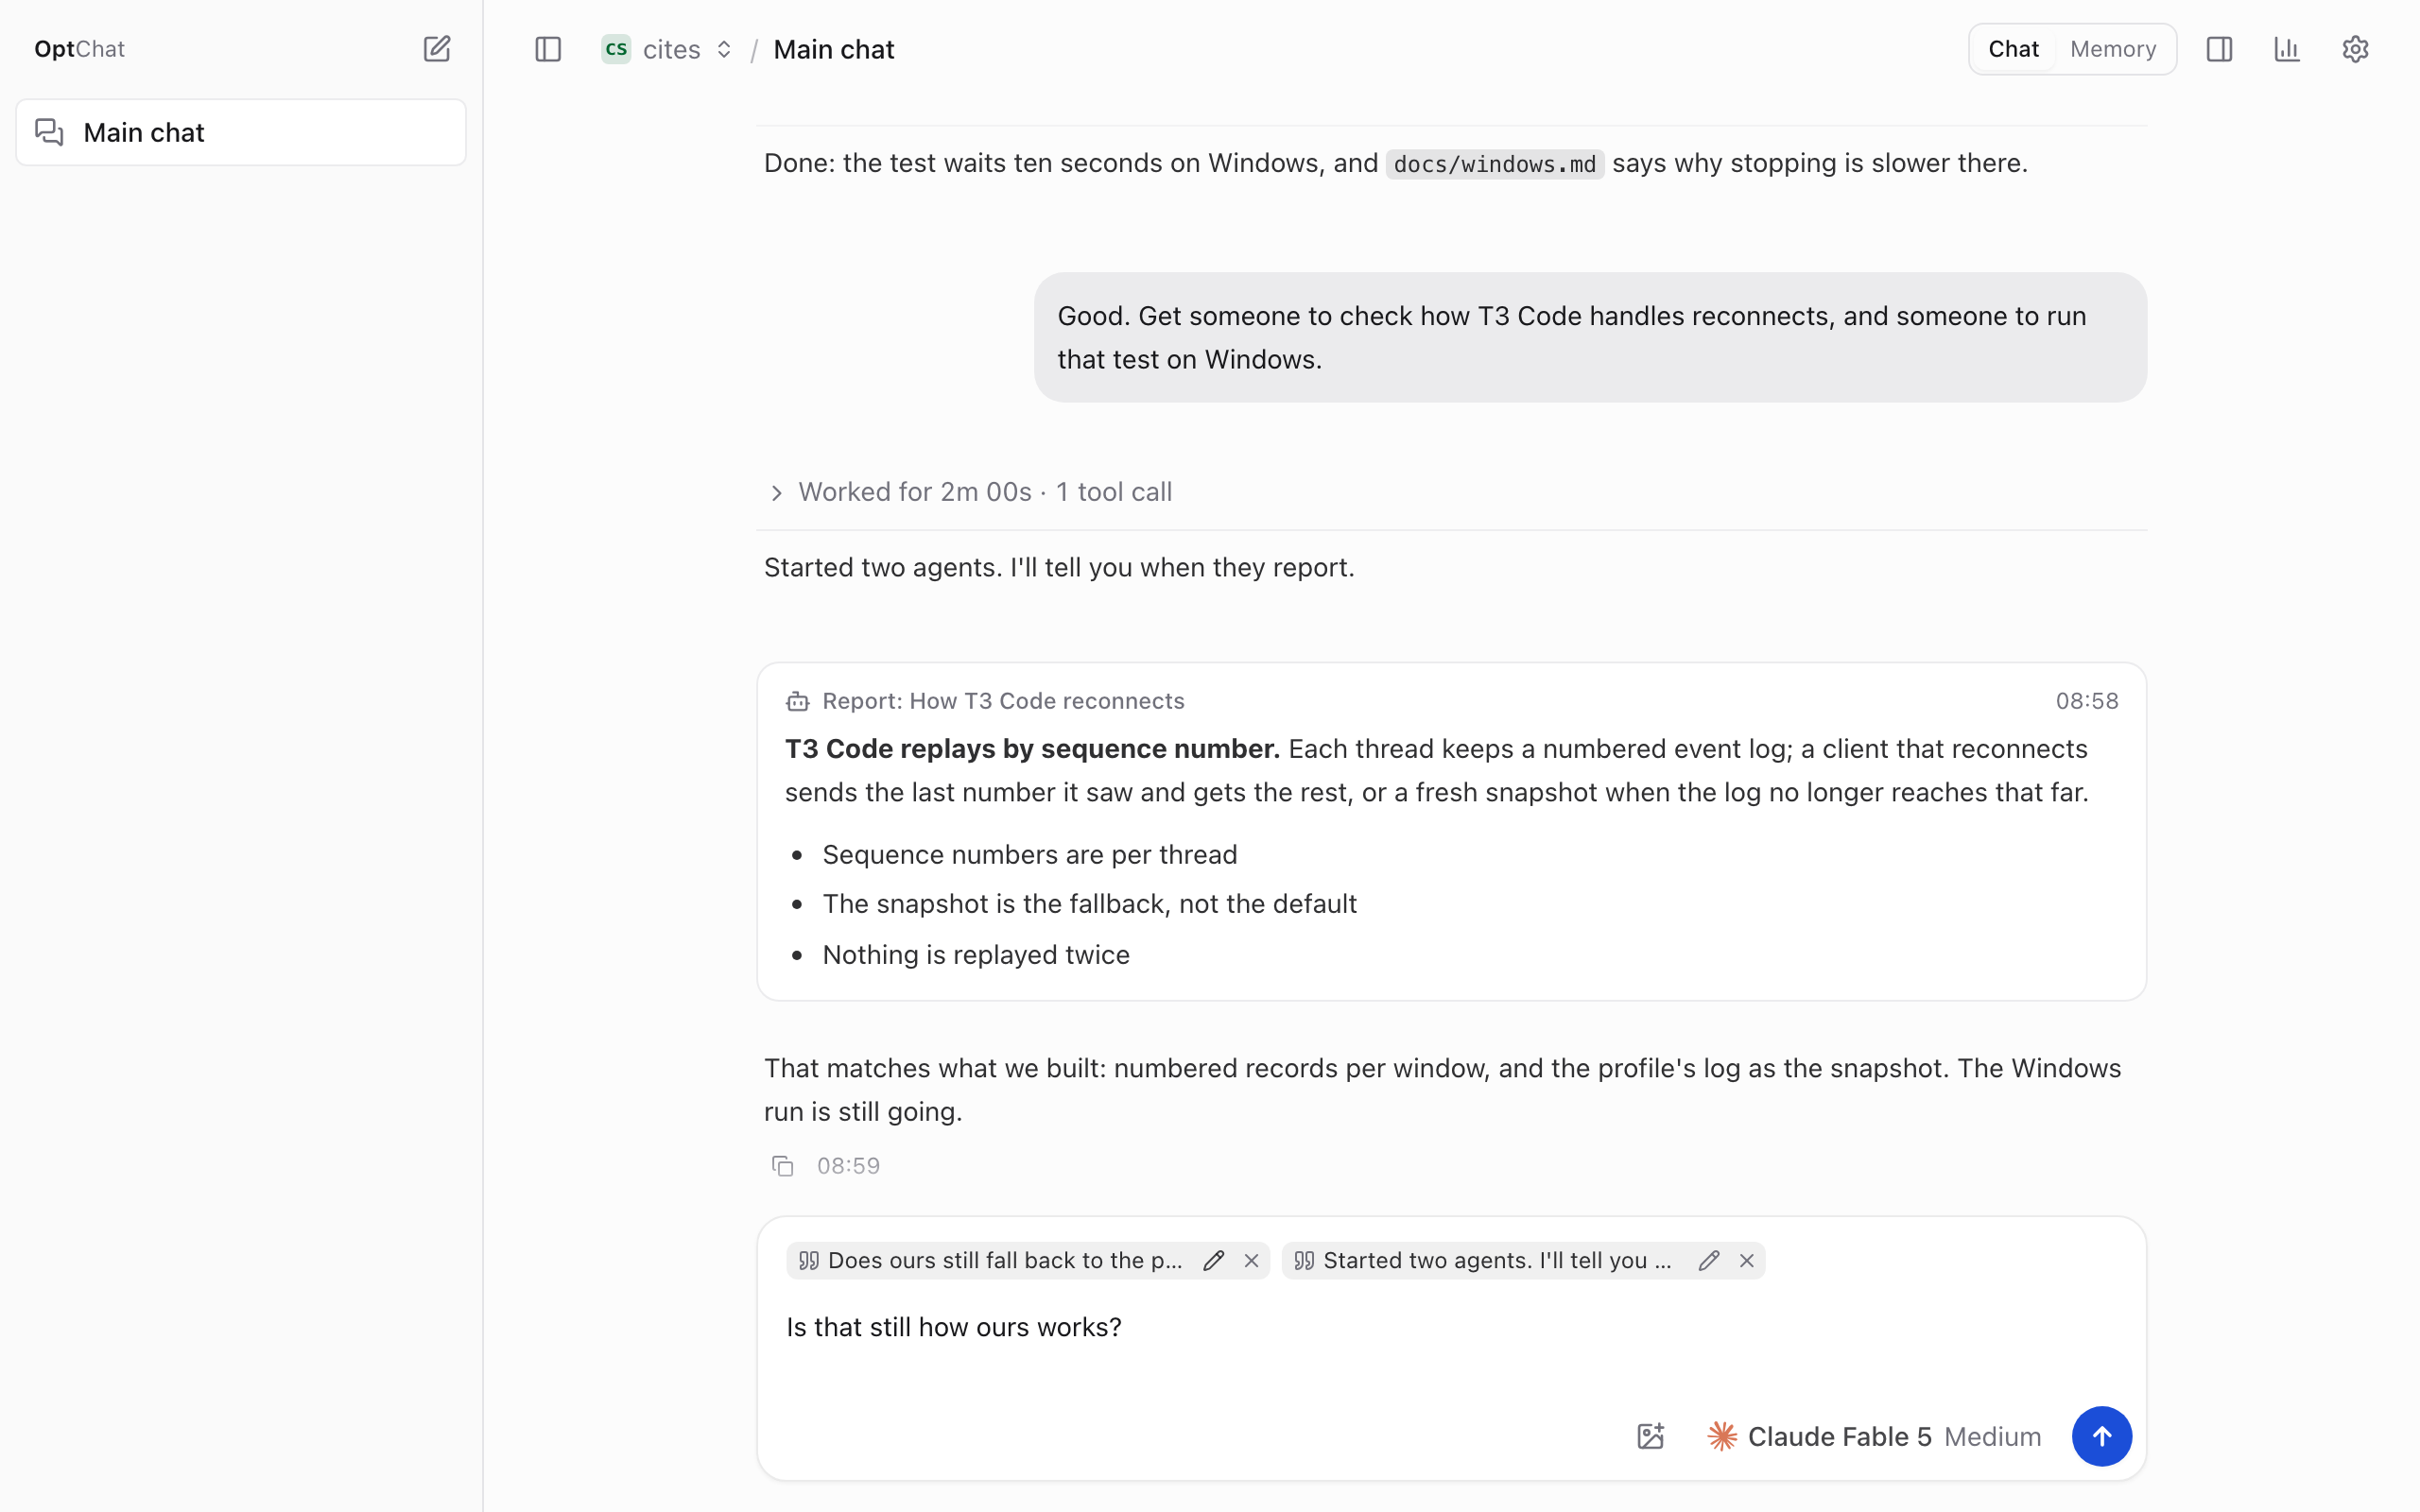 OptChat
Main chat
CS cites / Main chat
Chat Memory
Done: the test waits ten seconds on Windows, and docs/windows.md says why stopping is slower there.
Good. Get someone to check how T3 Code handles reconnects, and someone to run
that test on Windows.
Worked for 2m 00s · 1 tool call
Started two agents. I'll tell you when they report.
Report: How T3 Code reconnects 08:58
T3 Code replays by sequence number. Each thread keeps a numbered event log; a client that reconnects
sends the last number it saw and gets the rest, or a fresh snapshot when the log no longer reaches that far.
• Sequence numbers are per thread
• The snapshot is the fallback, not the default
• Nothing is replayed twice
That matches what we built: numbered records per window, and the profile's log as the snapshot. The Windows
run is still going.
08:59
Does ours still fall back to the p... Started two agents. I'll tell you ...
Is that still how ours works?
Claude Fable 5 Medium